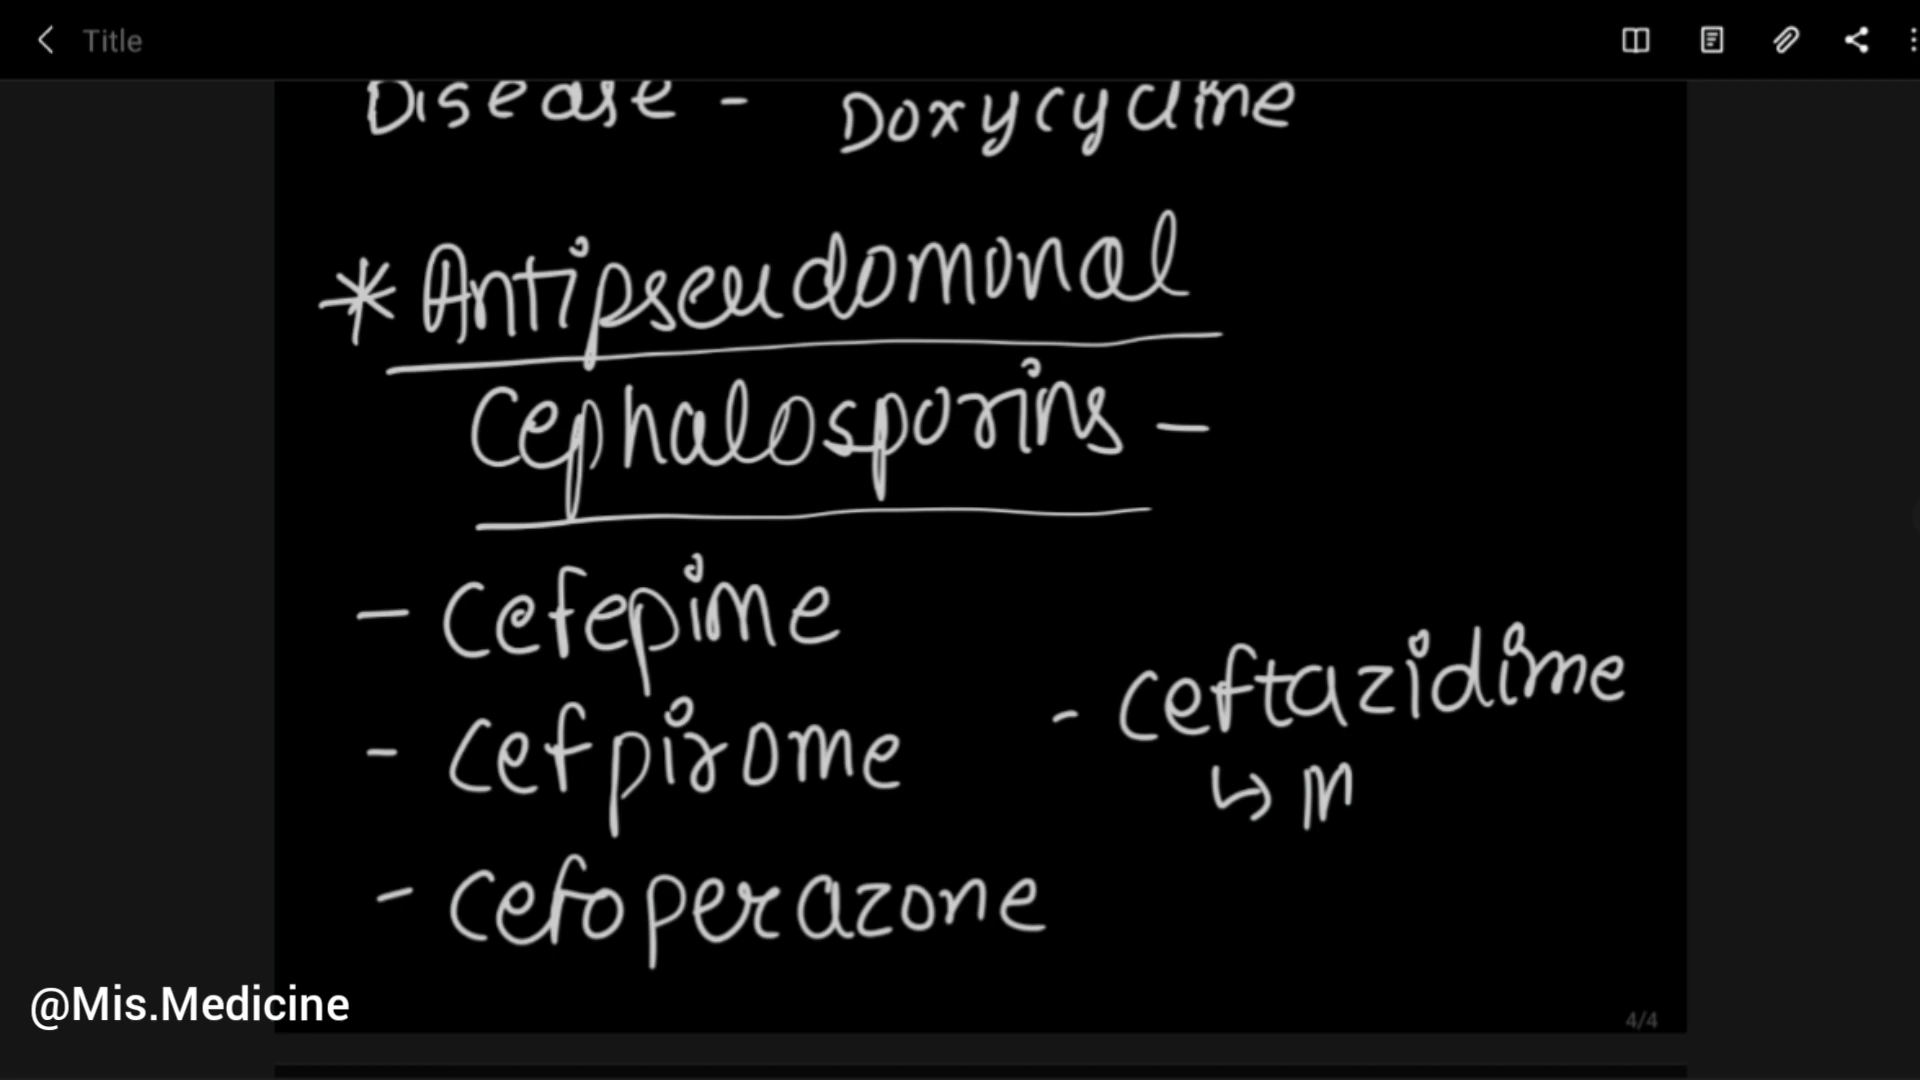 Title
Disease - Doxycycline
* Antipseudomonal
Cephalosporins -
- Cefepime
- Cefpirome
- Cefoperazone
- Ceftazidime
↳ m
@Mis.Medicine
4/4